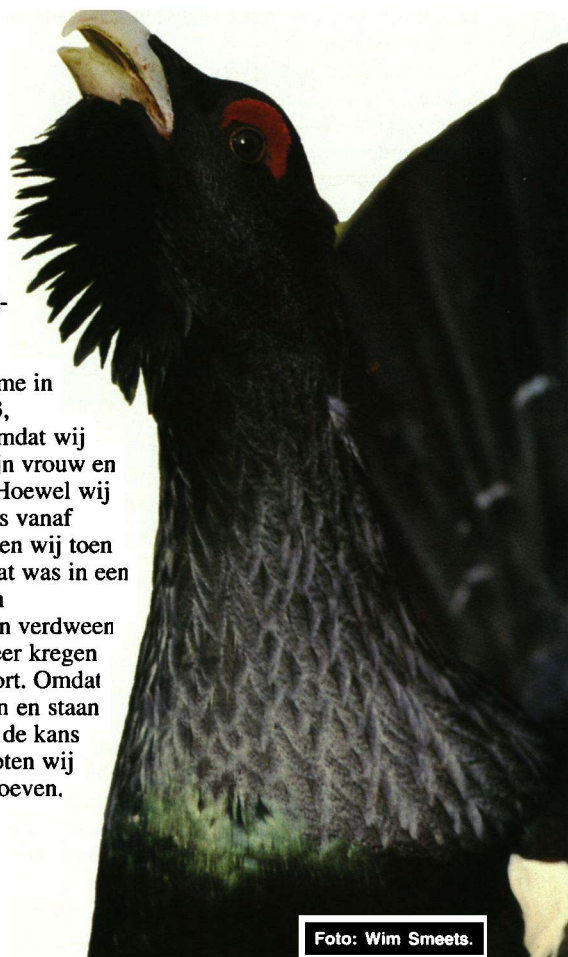 -
me in
3,
mdat wij
jn vrouw en
Hoewel wij
s vanaf
en wij toen
at was in een
n
n verdween
eer kregen
ort. Omdat
n en staan
de kans
oten wij
oeven.
Foto: Wim Smeets.